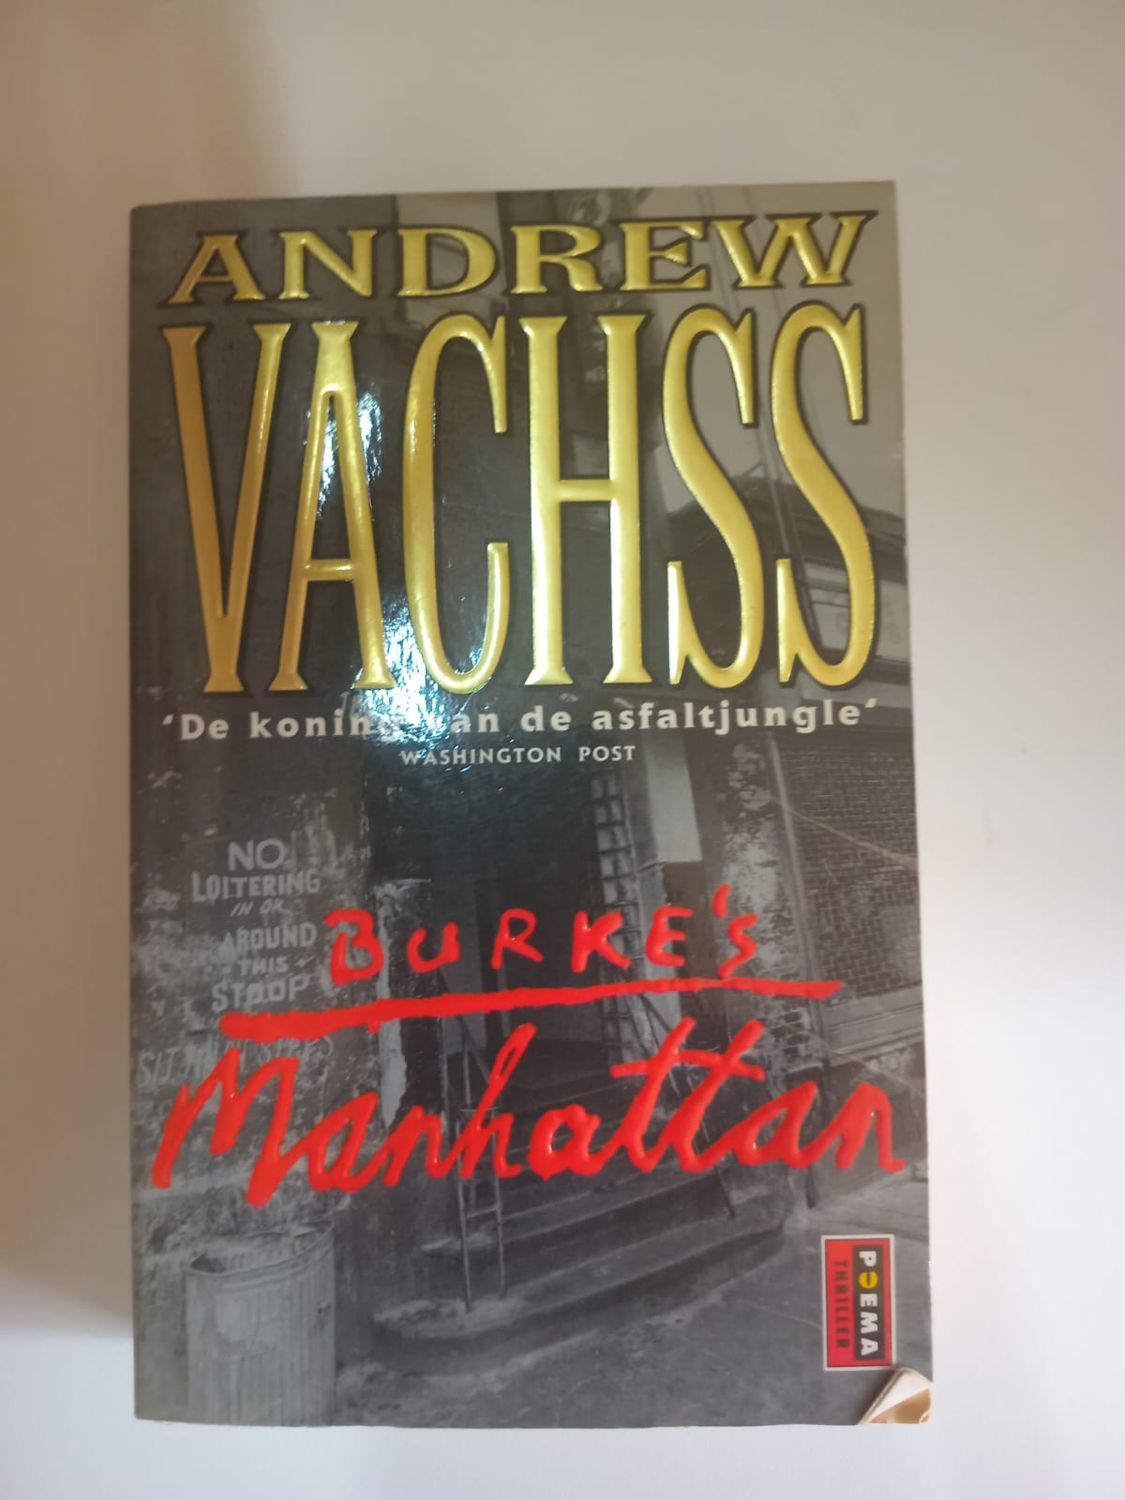 ANDREW
VACHSS
‘De koning van de asfaltjungle‘
WASHINGTON POST
NO
LOITERING
IN OR
AROUND
THIS
STOOP
BURKE's
Manhattan
POEMA
THRILLER